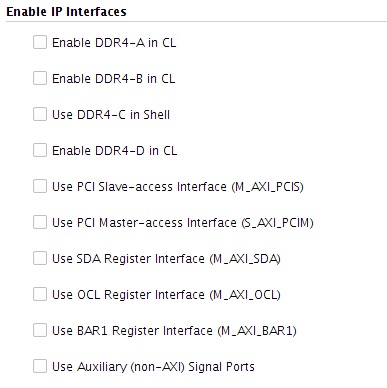 Enable IP Interfaces
Enable DDR4-A in CL
Enable DDR4-B in CL
Use DDR4-C in Shell
Enable DDR4-D in CL
Use PCI Slave-access Interface (M_AXI_PCIS)
Use PCI Master-access Interface (S_AXI_PCIM)
Use SDA Register Interface (M_AXI_SDA)
Use OCL Register Interface (M_AXI_OCL)
Use BAR1 Register Interface (M_AXI_BAR1)
Use Auxiliary (non-AXI) Signal Ports